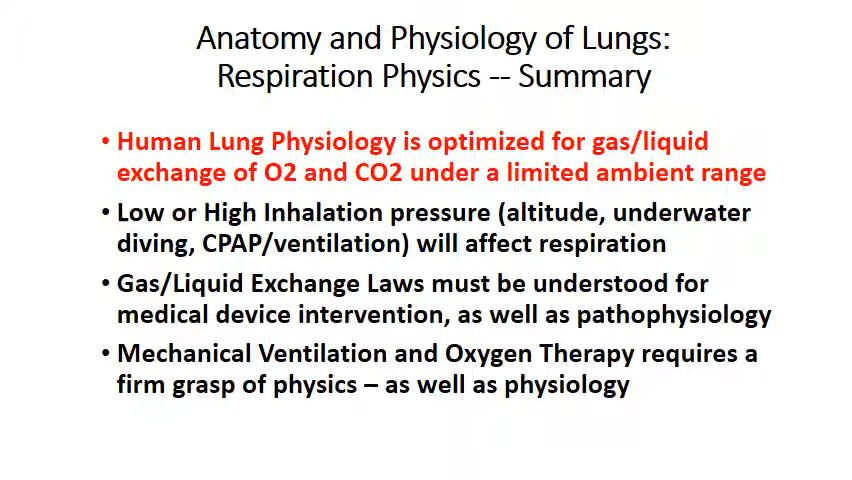 Anatomy and Physiology of Lungs:
Respiration Physics -- Summary
• Human Lung Physiology is optimized for gas/liquid
exchange of O2 and CO2 under a limited ambient range
• Low or High Inhalation pressure (altitude, underwater
diving, CPAP/ventilation) will affect respiration
• Gas/Liquid Exchange Laws must be understood for
medical device intervention, as well as pathophysiology
• Mechanical Ventilation and Oxygen Therapy requires a
firm grasp of physics – as well as physiology